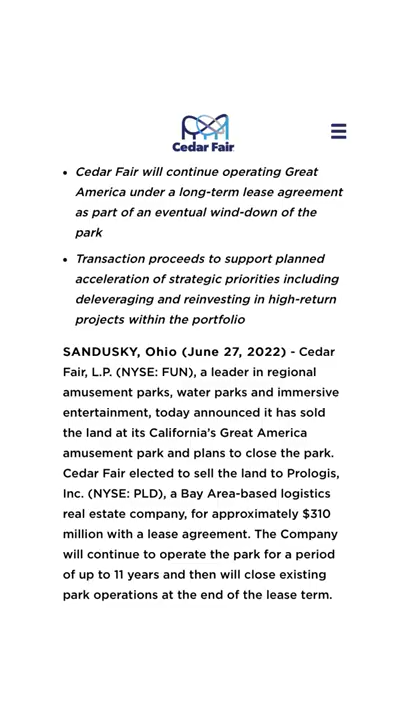 Cedar Fair
• Cedar Fair will continue operating Great
America under a long-term lease agreement
as part of an eventual wind-down of the
park
• Transaction proceeds to support planned
acceleration of strategic priorities including
deleveraging and reinvesting in high-return
projects within the portfolio
SANDUSKY, Ohio (June 27, 2022) - Cedar
Fair, L.P. (NYSE: FUN), a leader in regional
amusement parks, water parks and immersive
entertainment, today announced it has sold
the land at its California's Great America
amusement park and plans to close the park.
Cedar Fair elected to sell the land to Prologis,
Inc. (NYSE: PLD), a Bay Area-based logistics
real estate company, for approximately $310
million with a lease agreement. The Company
will continue to operate the park for a period
of up to 11 years and then will close existing
park operations at the end of the lease term.